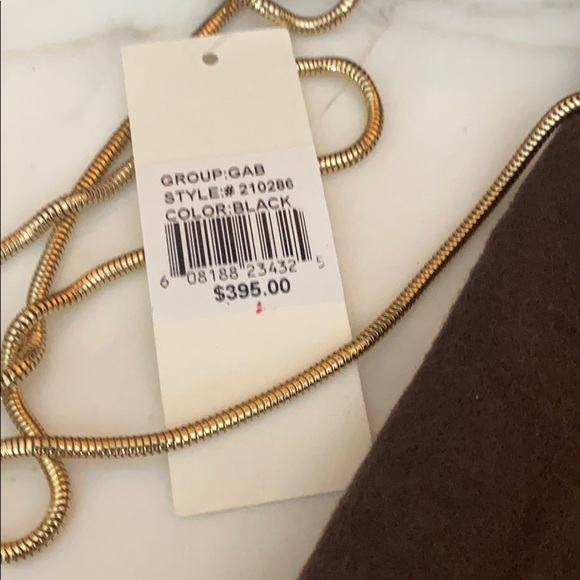 GROUP:GAB
STYLE:# 210286
COLOR:BLACK
6 08188 23432 5
$395.00